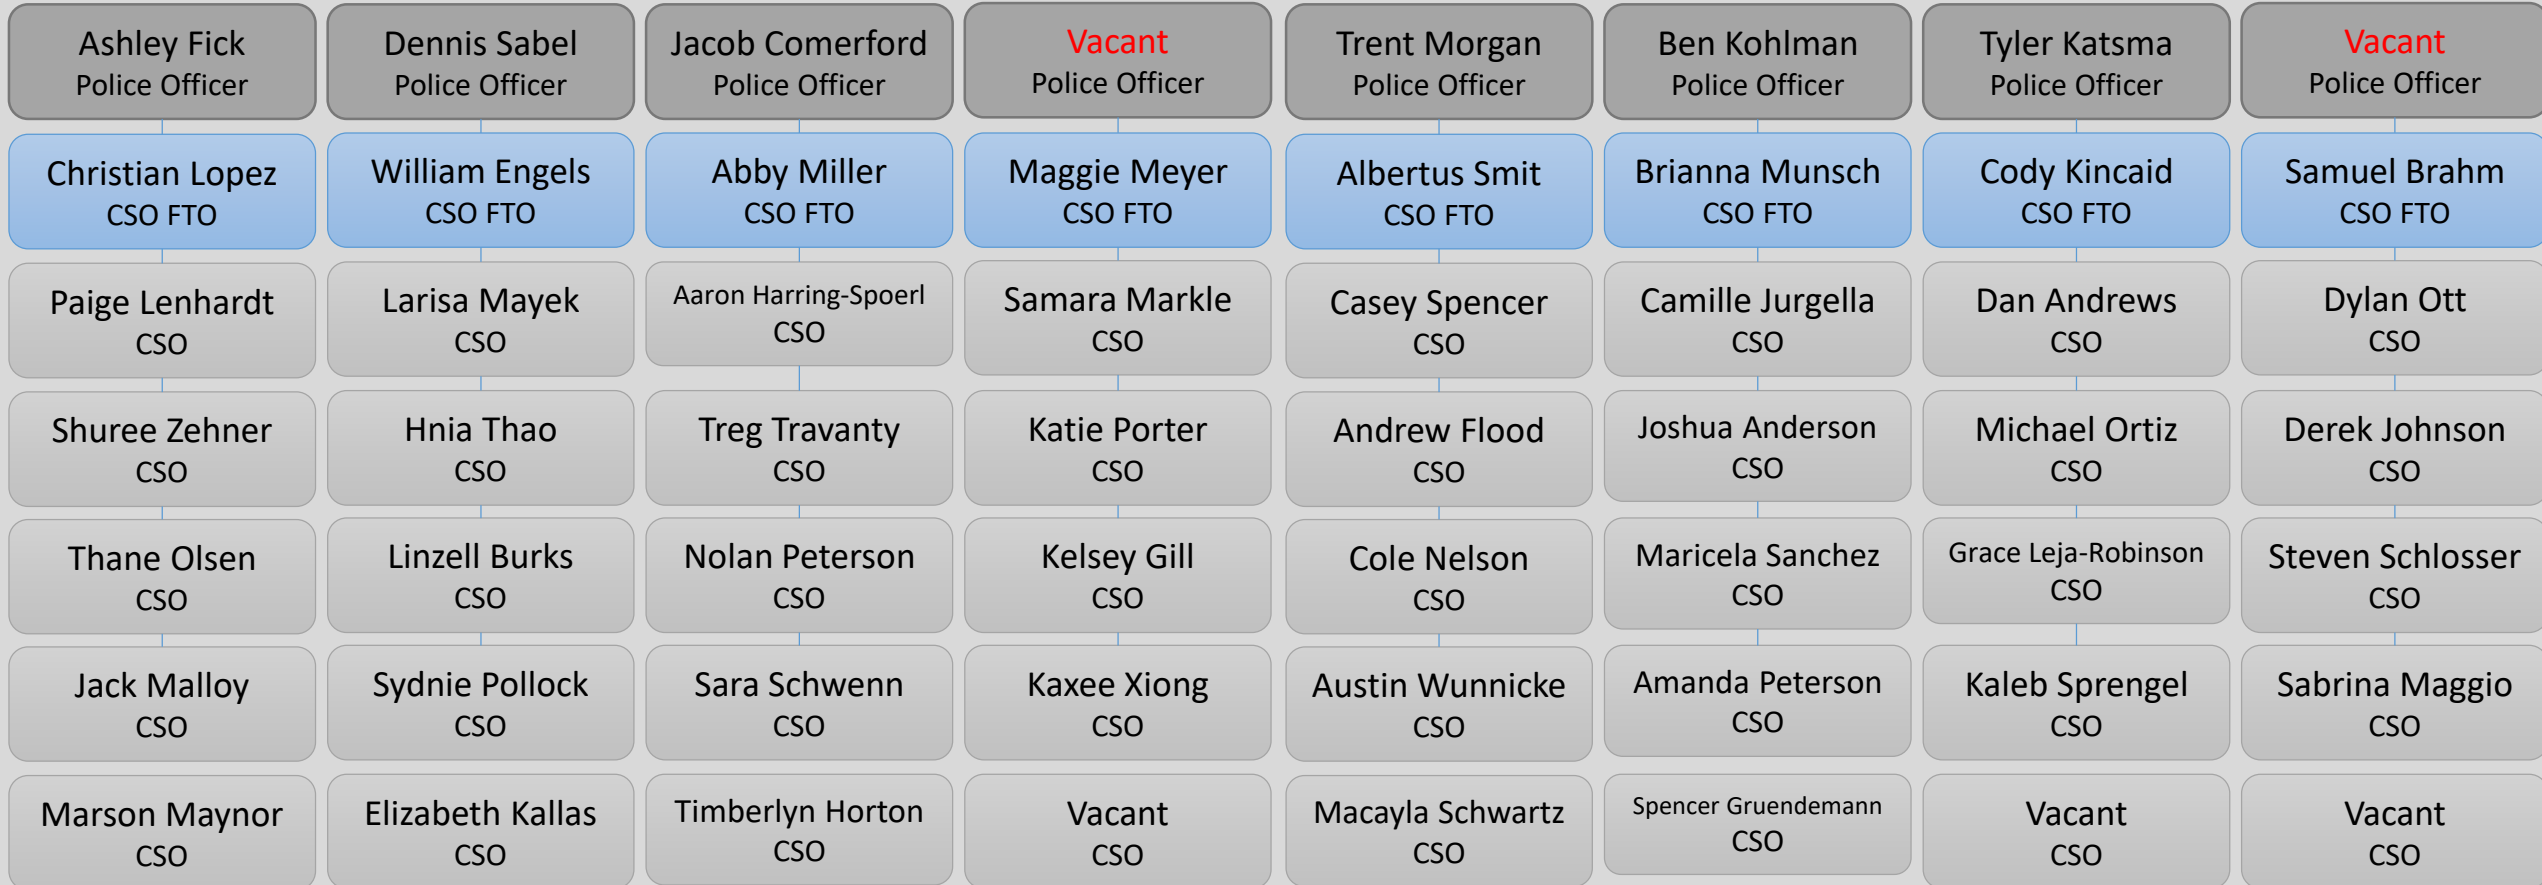 Ashley Fick
Police Officer
Dennis Sabel
Police Officer
Jacob Comerford
Police Officer
Vacant
Police Officer
Trent Morgan
Police Officer
Ben Kohlman
Police Officer
Tyler Katsma
Police Officer
Vacant
Police Officer
Christian Lopez
CSO FTO
William Engels
CSO FTO
Abby Miller
CSO FTO
Maggie Meyer
CSO FTO
Albertus Smit
CSO FTO
Brianna Munsch
CSO FTO
Cody Kincaid
CSO FTO
Samuel Brahm
CSO FTO
Paige Lenhardt
CSO
Larisa Mayek
CSO
Aaron Harring-Spoerl
CSO
Samara Markle
CSO
Casey Spencer
CSO
Camille Jurgella
CSO
Dan Andrews
CSO
Dylan Ott
CSO
Shuree Zehner
CSO
Hnia Thao
CSO
Treg Travanty
CSO
Katie Porter
CSO
Andrew Flood
CSO
Joshua Anderson
CSO
Michael Ortiz
CSO
Derek Johnson
CSO
Thane Olsen
CSO
Linzell Burks
CSO
Nolan Peterson
CSO
Kelsey Gill
CSO
Cole Nelson
CSO
Maricela Sanchez
CSO
Grace Leja-Robinson
CSO
Steven Schlosser
CSO
Jack Malloy
CSO
Sydnie Pollock
CSO
Sara Schwenn
CSO
Kaxee Xiong
CSO
Austin Wunnicke
CSO
Amanda Peterson
CSO
Kaleb Sprengel
CSO
Sabrina Maggio
CSO
Marson Maynor
CSO
Elizabeth Kallas
CSO
Timberlyn Horton
CSO
Vacant
CSO
Macayla Schwartz
CSO
Spencer Gruendemann
CSO
Vacant
CSO
Vacant
CSO